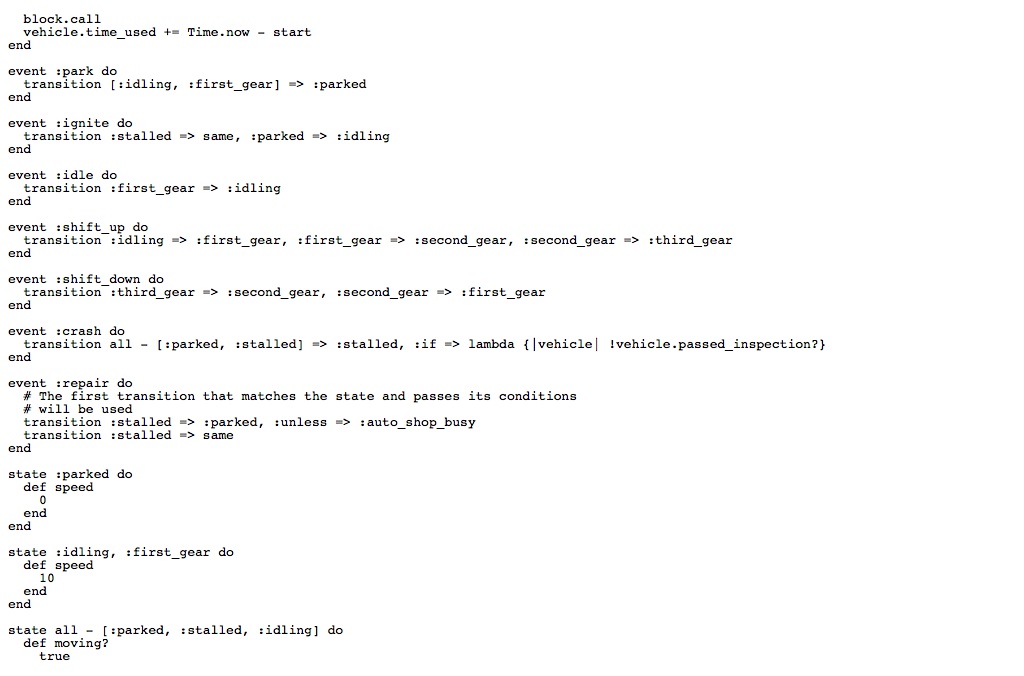 block.call
vehicle.time_used += Time.now - start
end
event :park do
transition [:idling, :first_gear] => :parked
end
event :ignite do
transition :stalled => same, :parked => :idling
end
event :idle do
transition :first_gear => :idling
end
event :shift_up do
transition :idling => :first_gear, :first_gear => :second_gear, :second_gear => :third_gear
end
event :shift_down do
transition :third_gear => :second_gear, :second_gear => :first_gear
end
event :crash do
transition all - [:parked, :stalled] => :stalled, :if => lambda {|vehicle| !vehicle.passed_inspection?}
end
event :repair do
# The first transition that matches the state and passes its conditions
# will be used
transition :stalled => :parked, :unless => :auto_shop_busy
transition :stalled => same
end
state :parked do
def speed
0
end
end
state :idling, :first_gear do
def speed
10
end
end
state all - [:parked, :stalled, :idling] do
def moving?
true